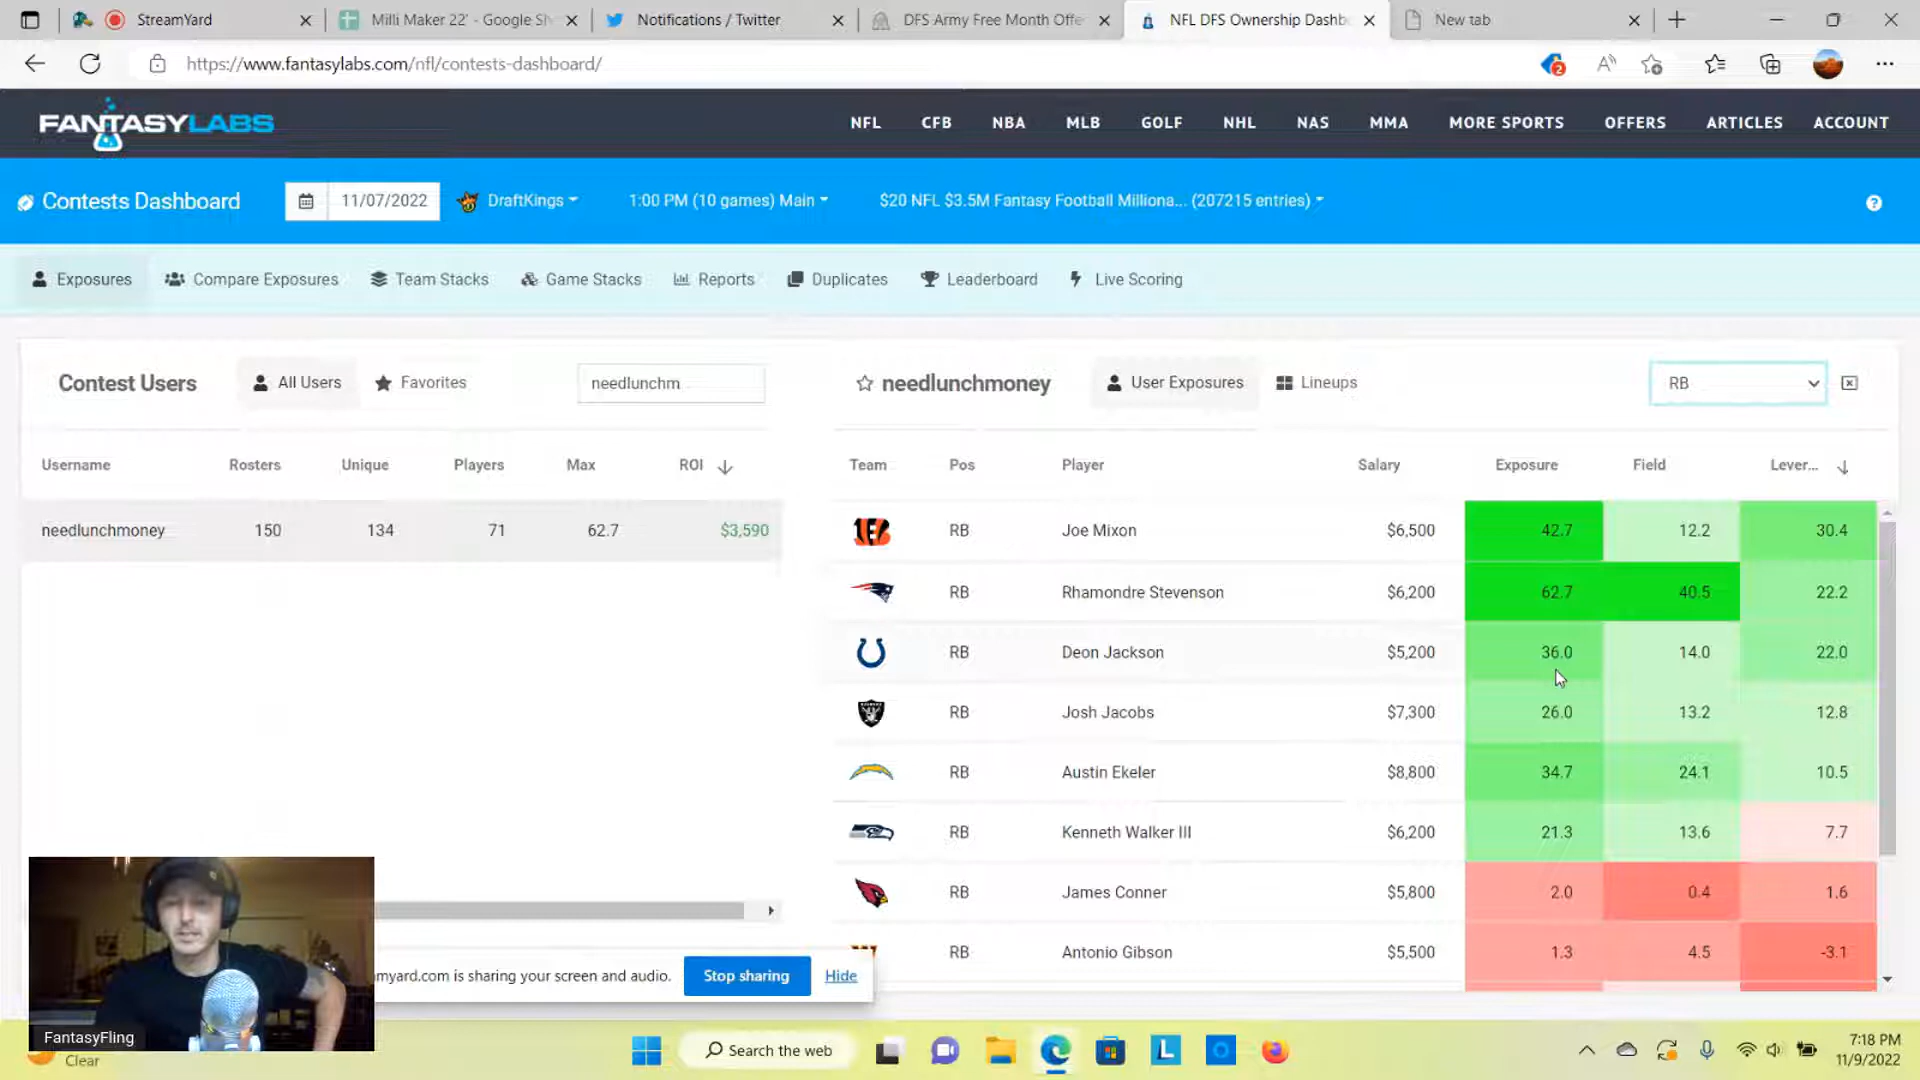 StreamYard
Milli Maker 22' - Google Sh
Notifications / Twitter
DFS Army Free Month Offe
NFL DFS Ownership Dashb
New tab
https://www.fantasylabs.com/nfl/contests-dashboard/
2
FANTASYLABS
NFL CFB NBA MLB GOLF NHL NAS MMA MORE SPORTS OFFERS ARTICLES ACCOUNT
Contests Dashboard 11/07/2022 DraftKings 1:00 PM (10 games) Main $20 NFL $3.5M Fantasy Football Milliona... (207215 entries)
Exposures Compare Exposures Team Stacks Game Stacks Reports Duplicates Leaderboard Live Scoring
Contest Users All Users Favorites needlunchm
Username Rosters Unique Players Max ROI
needlunchmoney 150 134 71 62.7 $3,590
needlunchmoney User Exposures Lineups RB
Team Pos Player Salary Exposure Field Lever...
RB Joe Mixon $6,500 42.7 12.2 30.4
RB Rhamondre Stevenson $6,200 62.7 40.5 22.2
RB Deon Jackson $5,200 36.0 14.0 22.0
RB Josh Jacobs $7,300 26.0 13.2 12.8
RB Austin Ekeler $8,800 34.7 24.1 10.5
RB Kenneth Walker III $6,200 21.3 13.6 7.7
RB James Conner $5,800 2.0 0.4 1.6
RB Antonio Gibson $5,500 1.3 4.5 -3.1
myard.com is sharing your screen and audio. Stop sharing Hide
FantasyFling
Clear
Search the web
7:18 PM
11/9/2022